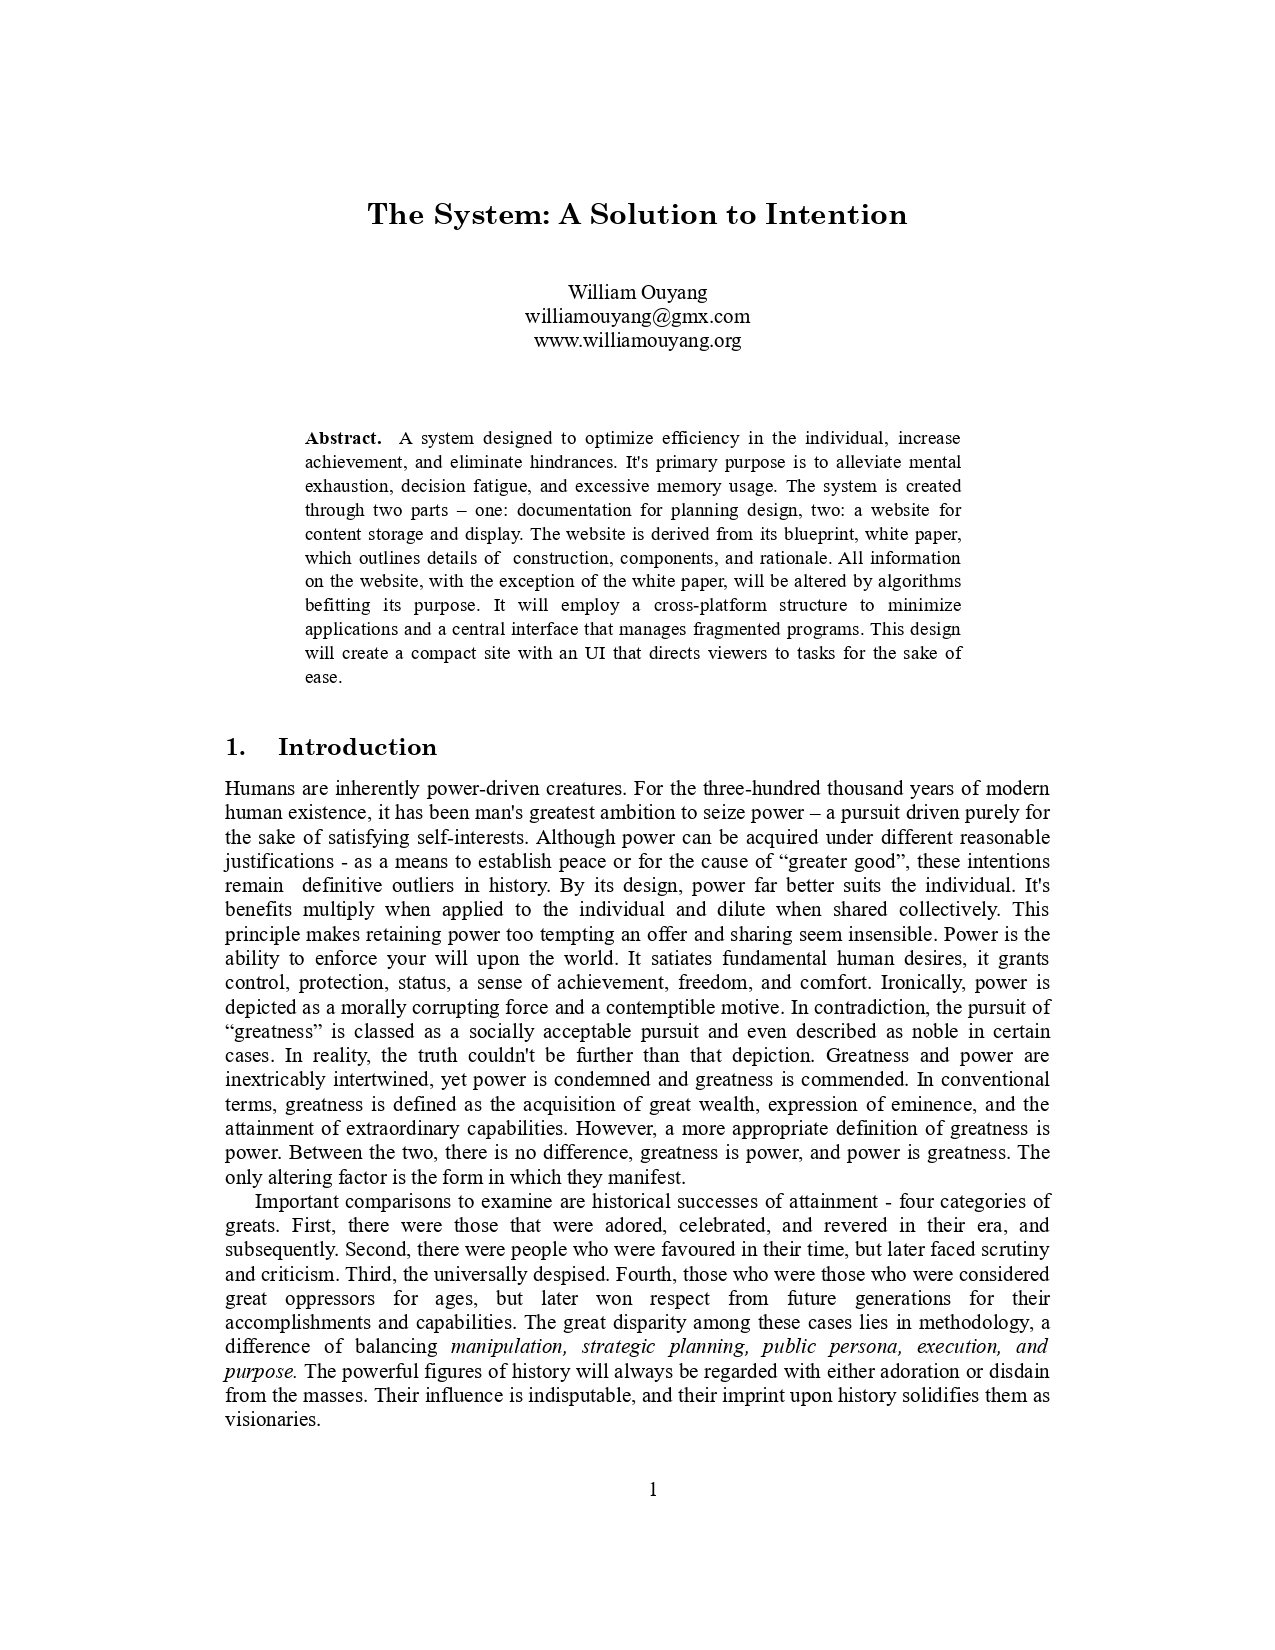 The System: A Solution to Intention
William Ouyang
williamouyang@gmx.com
www.williamouyang.org
Abstract. A system designed to optimize efficiency in the individual, increase
achievement, and eliminate hindrances. It's primary purpose is to alleviate mental
exhaustion, decision fatigue, and excessive memory usage. The system is created
through two parts – one: documentation for planning design, two: a website for
content storage and display. The website is derived from its blueprint, white paper,
which outlines details of  construction, components, and rationale. All information
on the website, with the exception of the white paper, will be altered by algorithms
befitting its purpose. It will employ a cross-platform structure to minimize
applications and a central interface that manages fragmented programs. This design
will create a compact site with an UI that directs viewers to tasks for the sake of
ease.
1. Introduction
Humans are inherently power-driven creatures. For the three-hundred thousand years of modern
human existence, it has been man's greatest ambition to seize power – a pursuit driven purely for
the sake of satisfying self-interests. Although power can be acquired under different reasonable
justifications - as a means to establish peace or for the cause of “greater good”, these intentions
remain  definitive outliers in history. By its design, power far better suits the individual. It's
benefits multiply when applied to the individual and dilute when shared collectively. This
principle makes retaining power too tempting an offer and sharing seem insensible. Power is the
ability to enforce your will upon the world. It satiates fundamental human desires, it grants
control, protection, status, a sense of achievement, freedom, and comfort. Ironically, power is
depicted as a morally corrupting force and a contemptible motive. In contradiction, the pursuit of
“greatness” is classed as a socially acceptable pursuit and even described as noble in certain
cases. In reality, the truth couldn't be further than that depiction. Greatness and power are
inextricably intertwined, yet power is condemned and greatness is commended. In conventional
terms, greatness is defined as the acquisition of great wealth, expression of eminence, and the
attainment of extraordinary capabilities. However, a more appropriate definition of greatness is
power. Between the two, there is no difference, greatness is power, and power is greatness. The
only altering factor is the form in which they manifest.
Important comparisons to examine are historical successes of attainment - four categories of
greats. First, there were those that were adored, celebrated, and revered in their era, and
subsequently. Second, there were people who were favoured in their time, but later faced scrutiny
and criticism. Third, the universally despised. Fourth, those who were those who were considered
great oppressors for ages, but later won respect from future generations for their
accomplishments and capabilities. The great disparity among these cases lies in methodology, a
difference of balancing manipulation, strategic planning, public persona, execution, and
purpose. The powerful figures of history will always be regarded with either adoration or disdain
from the masses. Their influence is indisputable, and their imprint upon history solidifies them as
visionaries.
1